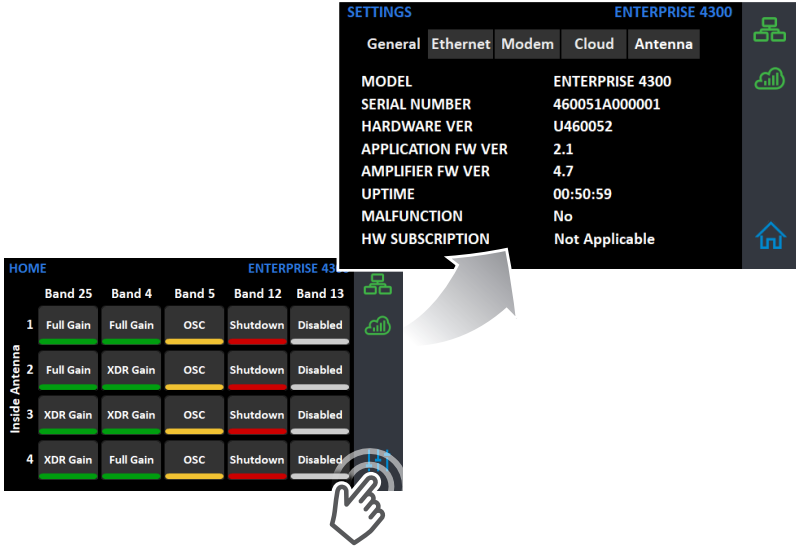 SETTINGS ENTERPRISE 4300
General Ethernet Modem Cloud Antenna
MODEL ENTERPRISE 4300
SERIAL NUMBER 460051A000001
HARDWARE VER U460052
APPLICATION FW VER 2.1
AMPLIFIER FW VER 4.7
UPTIME 00:50:59
MALFUNCTION No
HW SUBSCRIPTION Not Applicable
HOME ENTERPRISE
Band 25 Band 4 Band 5 Band 12 Band 13
Inside Antenna
1 Full Gain Full Gain OSC Shutdown Disabled
2 Full Gain XDR Gain OSC Shutdown Disabled
3 XDR Gain XDR Gain OSC Shutdown Disabled
4 XDR Gain Full Gain OSC Shutdown Disabled